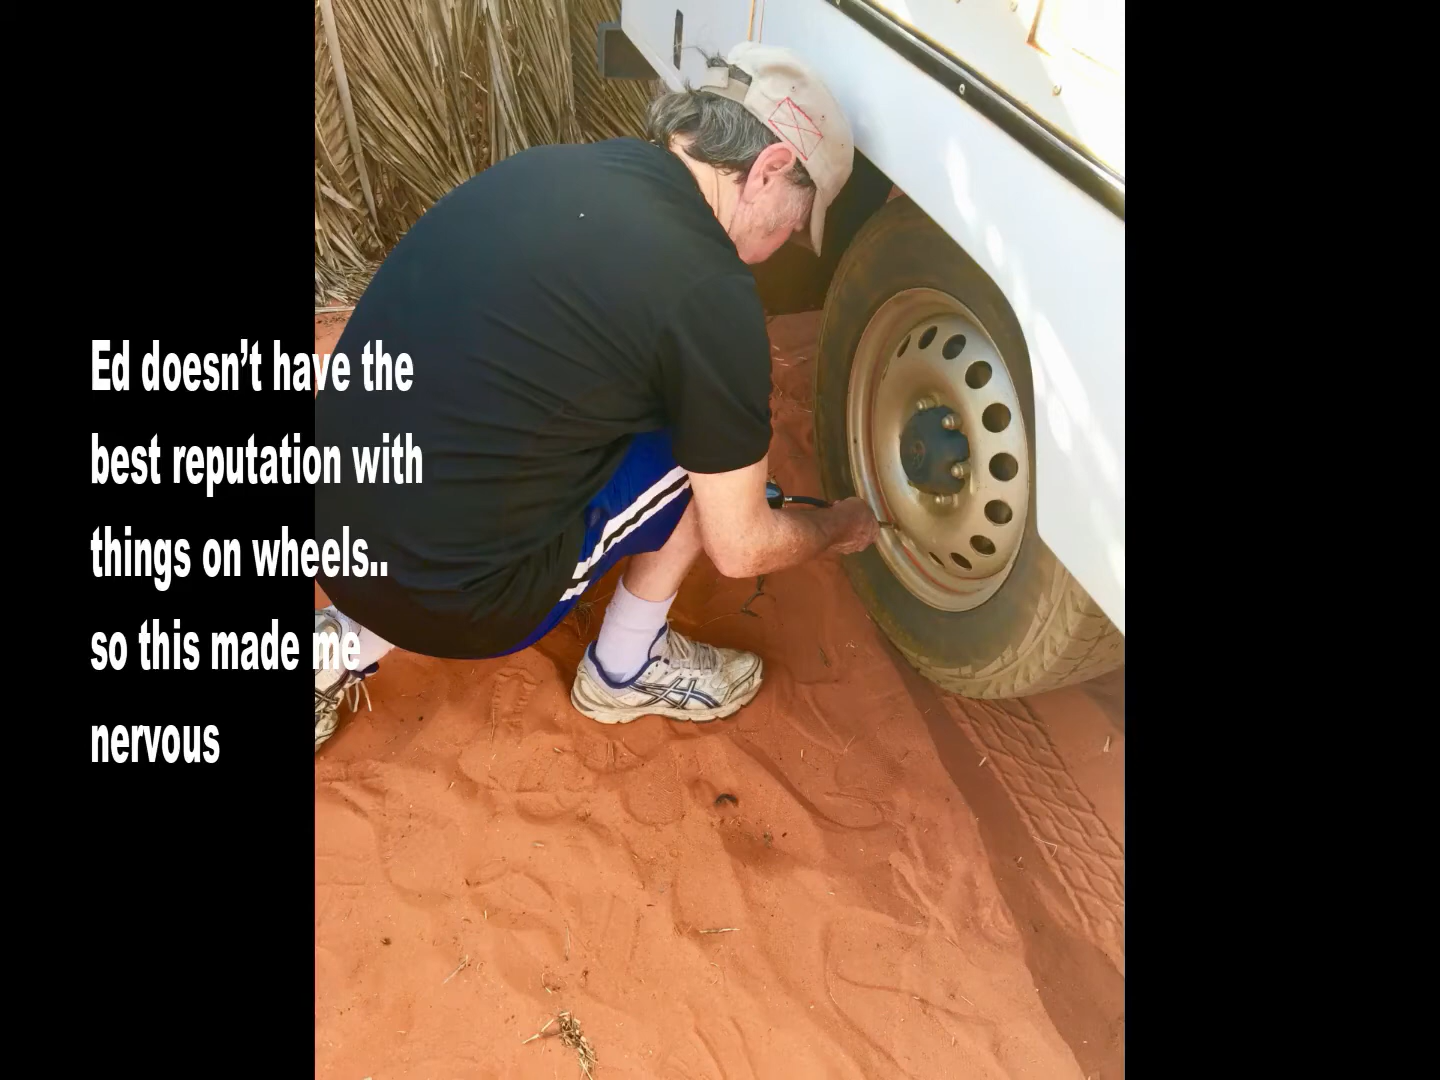 Ed doesn’t have the
best reputation with
things on wheels..
so this made me
nervous